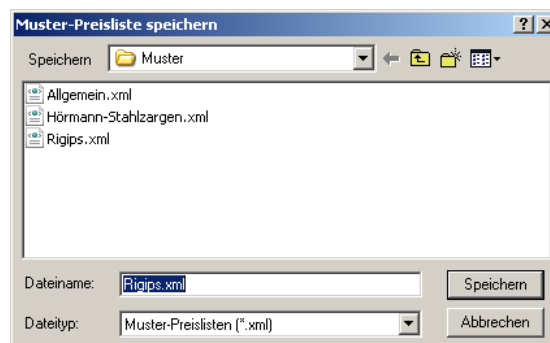 Muster-Preisliste speichern
Speichern
Muster
Allgemein.xml
Hörmann-Stahlzargen.xml
Rigips.xml
Dateiname:
Rigips.xml
Speichern
Dateityp:
Muster-Preislisten (*.xml)
Abbrechen